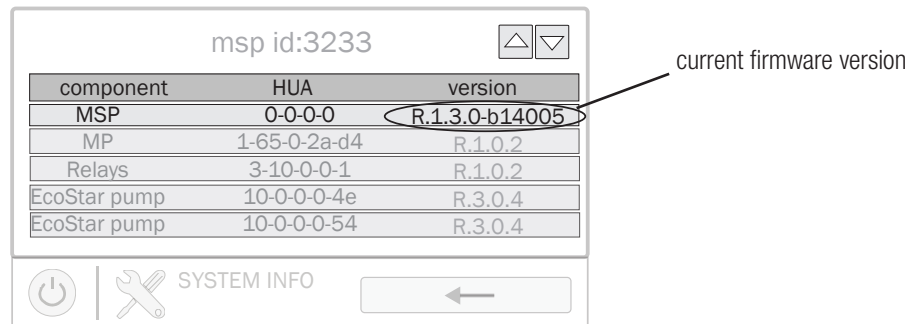 msp id:3233
current firmware version
component HUA version
MSP 0-0-0-0 R.1.3.0-b14005
MP 1-65-0-2a-d4 R.1.0.2
Relays 3-10-0-0-1 R.1.0.2
EcoStar pump 10-0-0-0-4e R.3.0.4
EcoStar pump 10-0-0-0-54 R.3.0.4
SYSTEM INFO